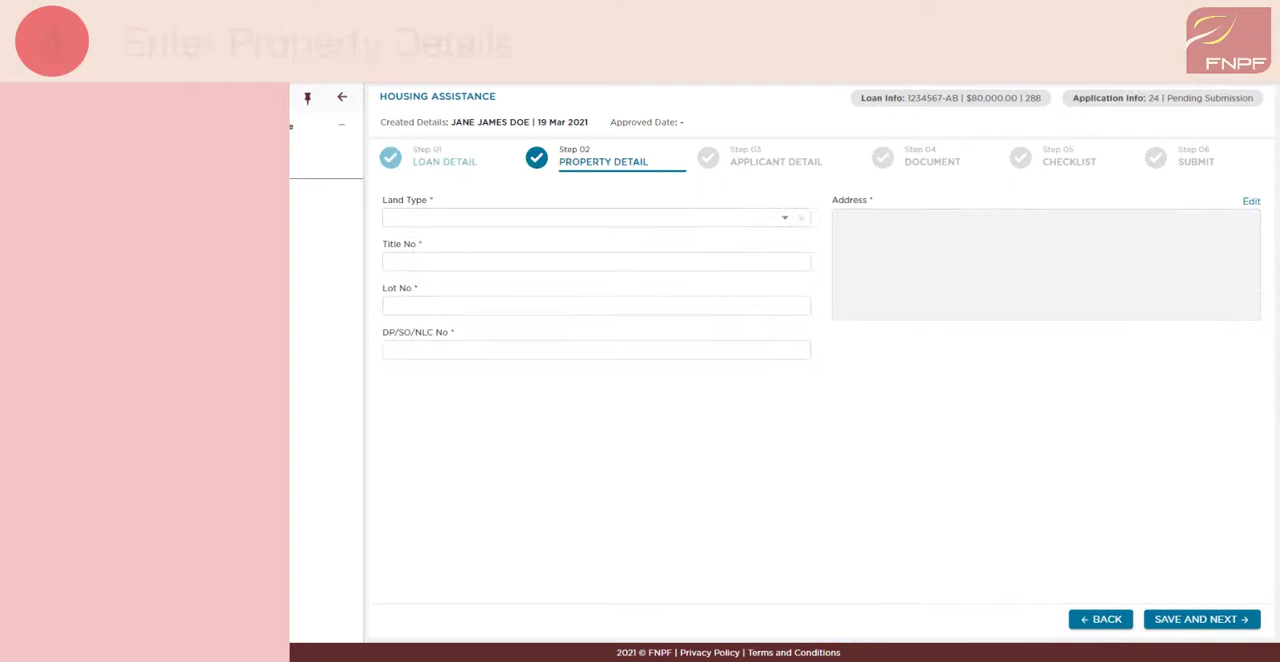 4 Enter Property Details
FNPF
HOUSING ASSISTANCE
Loan Info: 1234567-AB | $80,000.00 | 288
Application Info: 24 | Pending Submission
Created Details: JANE JAMES DOE | 19 Mar 2021
Approved Date: -
Step 01
LOAN DETAIL
Step 02
PROPERTY DETAIL
Step 03
APPLICANT DETAIL
Step 04
DOCUMENT
Step 05
CHECKLIST
Step 06
SUBMIT
Land Type *
Title No *
Lot No *
DP/SO/NLC No *
Address *
Edit
← BACK
SAVE AND NEXT →
2021 © FNPF | Privacy Policy | Terms and Conditions